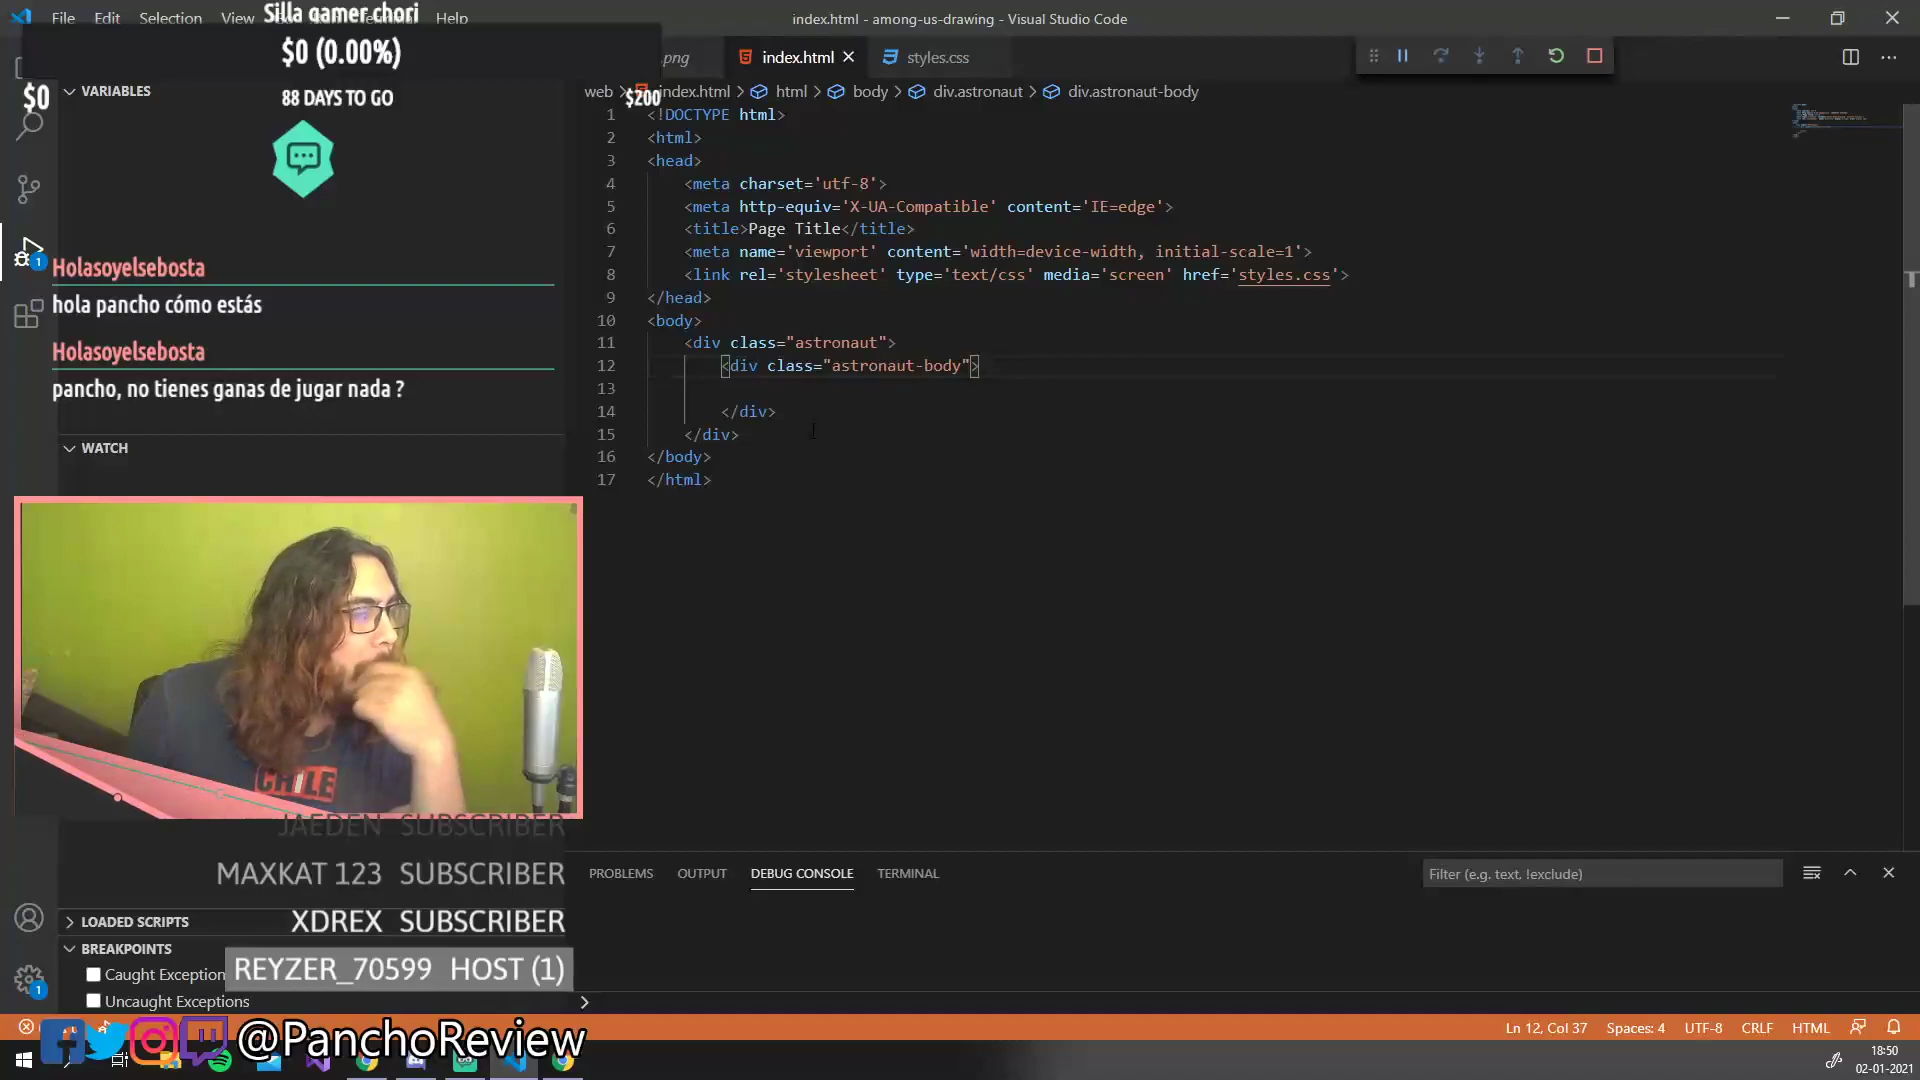 File Edit Selection View Help
index.html - among-us-drawing - Visual Studio Code
Silla gamer chori
$0 (0.00%)
$0
$200
88 DAYS TO GO
.png
index.html
styles.css
VARIABLES
web > index.html > html > body > div.astronaut > div.astronaut-body
1 <!DOCTYPE html>
2 <html>
3 <head>
4 <meta charset='utf-8'>
5 <meta http-equiv='X-UA-Compatible' content='IE=edge'>
6 <title>Page Title</title>
7 <meta name='viewport' content='width=device-width, initial-scale=1'>
8 <link rel='stylesheet' type='text/css' media='screen' href='styles.css'>
9 </head>
10 <body>
11 <div class="astronaut">
12 <div class="astronaut-body">
13
14 </div>
15 </div>
16 </body>
17 </html>
1
Holasoyelsebosta
hola pancho cómo estás
Holasoyelsebosta
pancho, no tienes ganas de jugar nada ?
WATCH
CHILE
JAEDEN SUBSCRIBER
MAXKAT 123 SUBSCRIBER
XDREX SUBSCRIBER
REYZER_70599 HOST (1)
LOADED SCRIPTS
BREAKPOINTS
Caught Exception
Uncaught Exceptions
1
PROBLEMS OUTPUT DEBUG CONSOLE TERMINAL
Filter (e.g. text, !exclude)
@PanchoReview
Ln 12, Col 37 Spaces: 4 UTF-8 CRLF HTML
18:50
02-01-2021